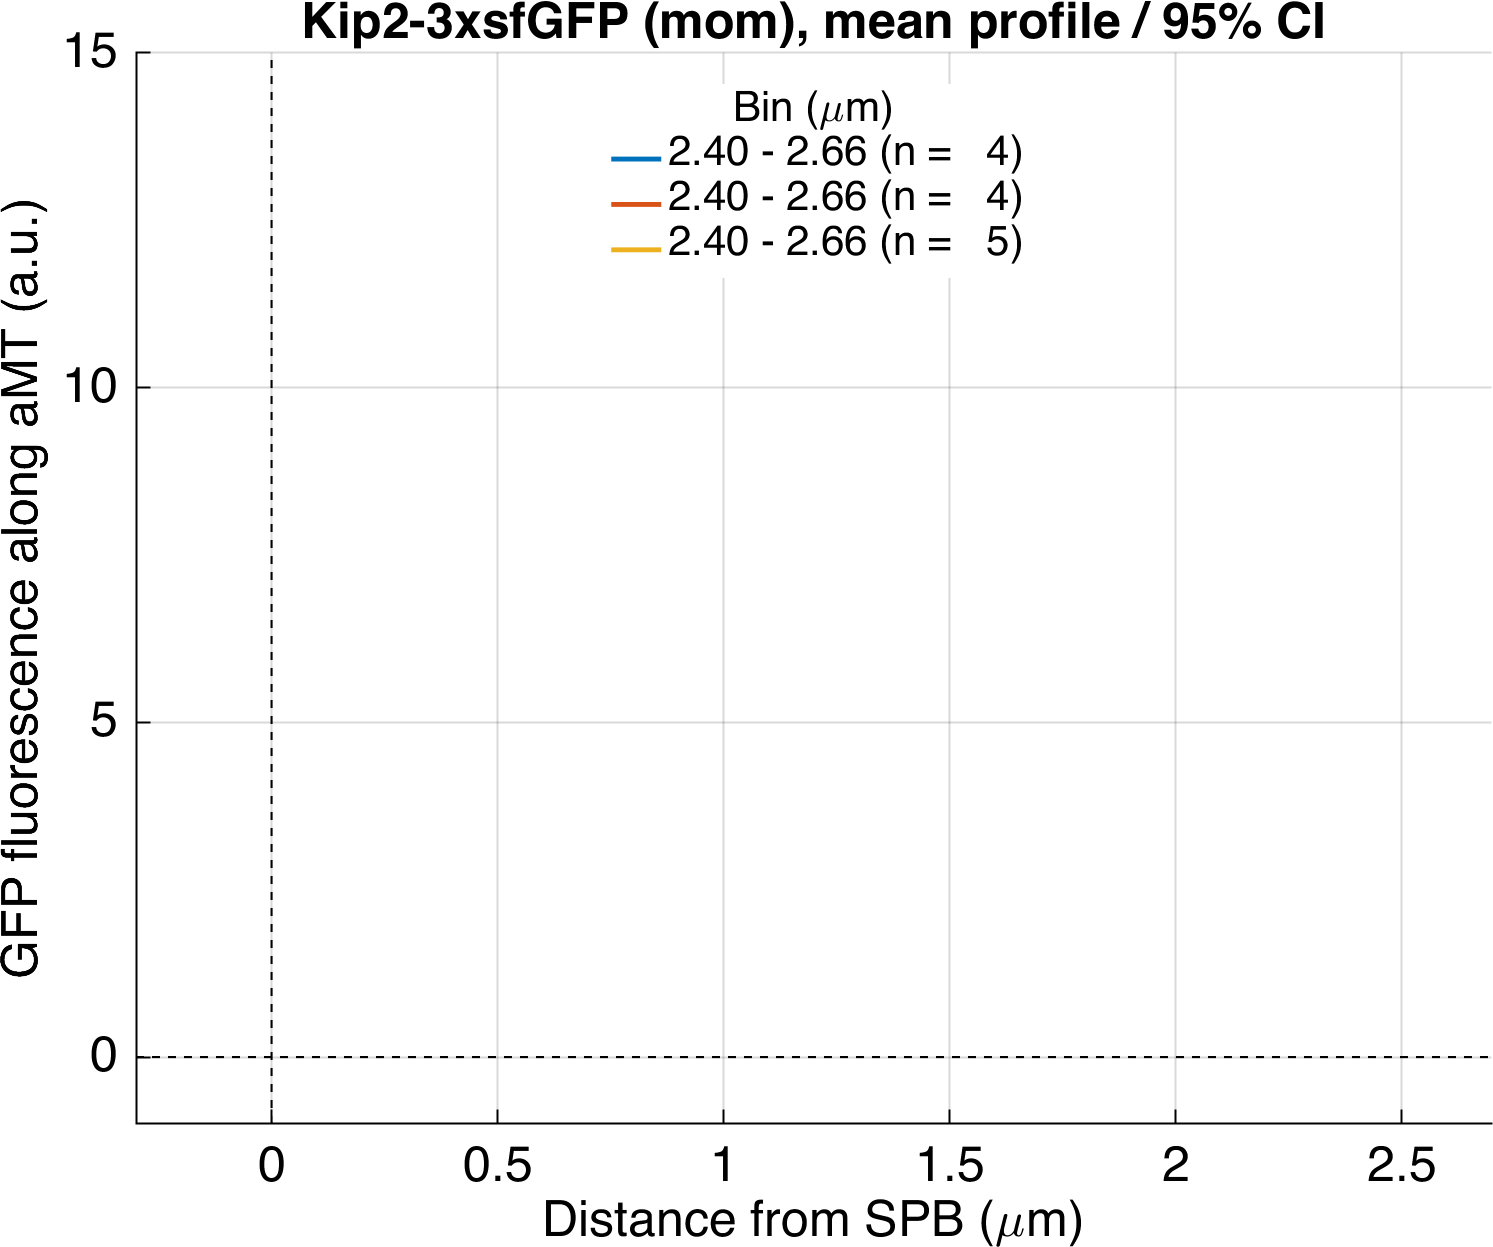 Kip2-3xsfGFP (mom), mean profile / 95% CI
Bin (μm)
2.40 - 2.66 (n = 4)
2.40 - 2.66 (n = 4)
2.40 - 2.66 (n = 5)
GFP fluorescence along aMT (a.u.)
15
10
5
0
0 0.5 1 1.5 2 2.5
Distance from SPB (μm)